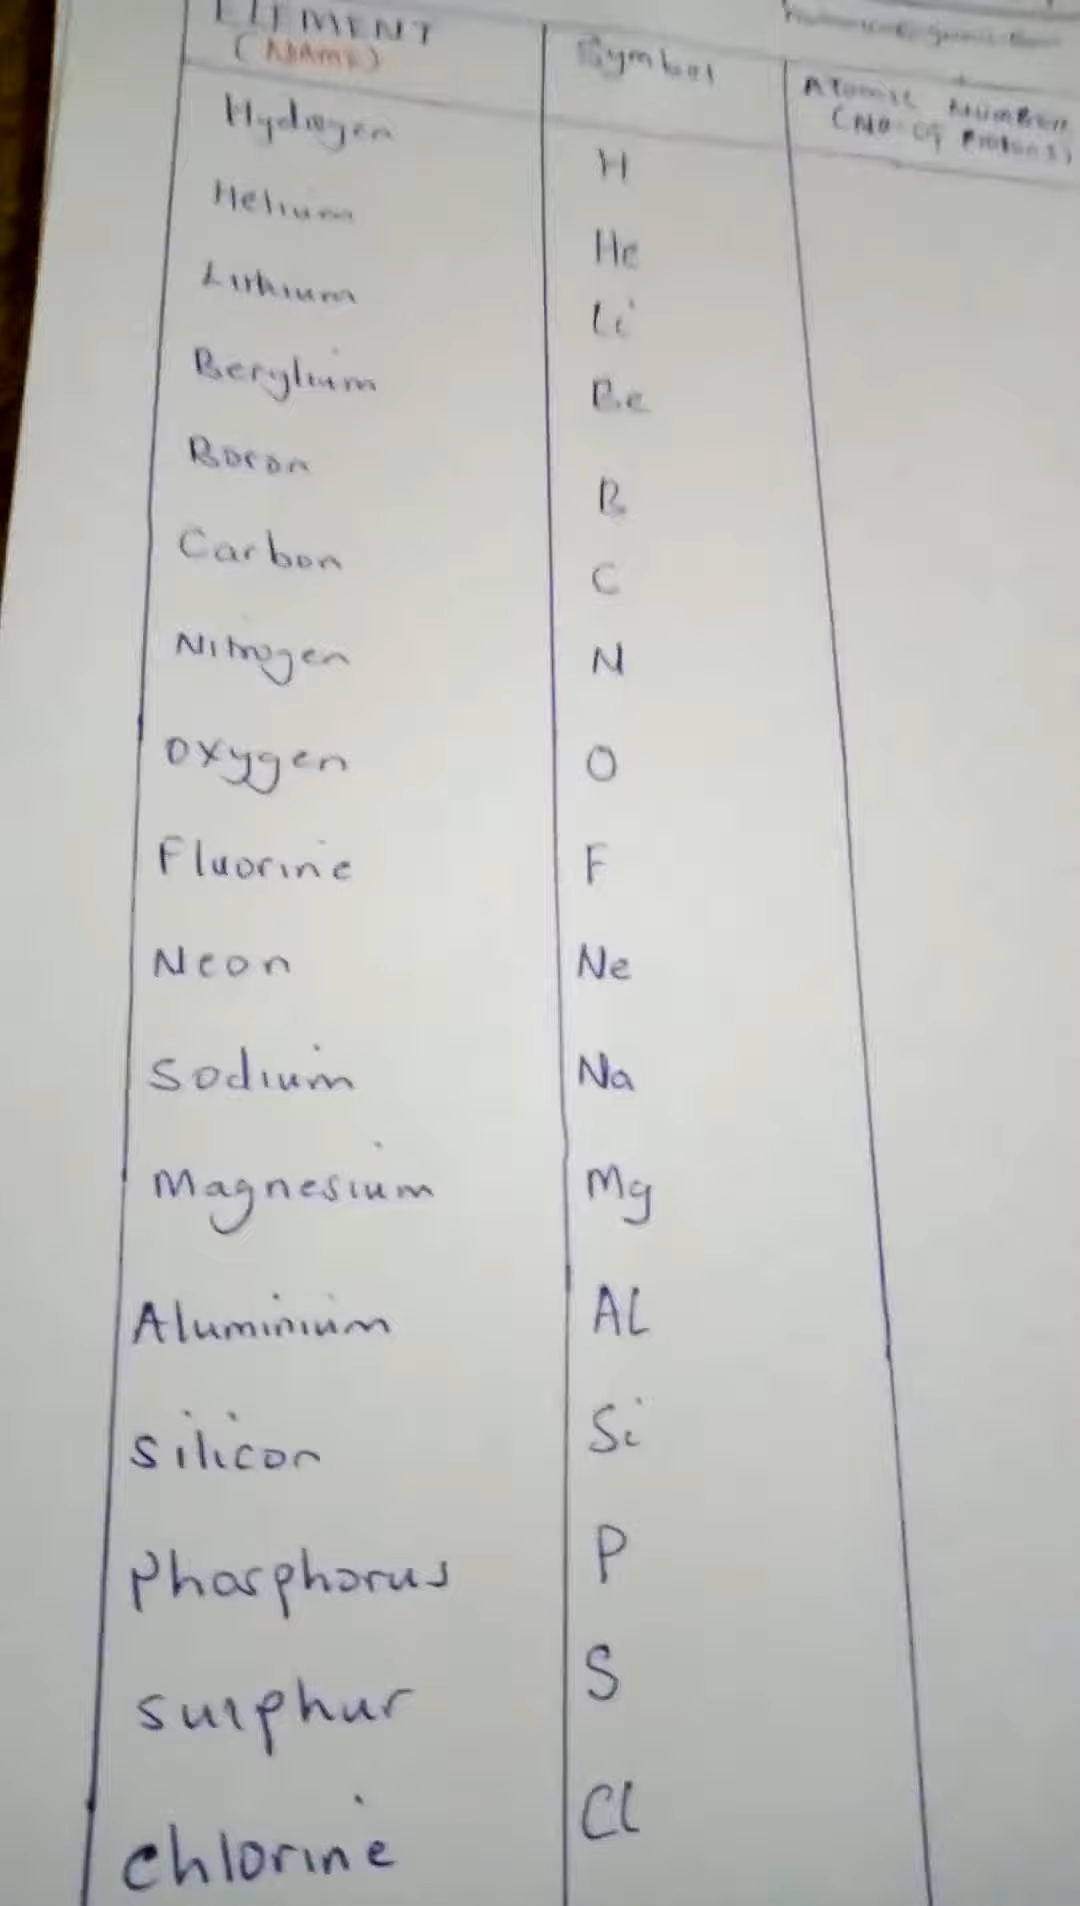 ELEMENT
(NAME)
Symbol
Atomic Number
(No. of Protons)
Hydrogen
H
Helium
He
Lithium
Li
Berylium
Be
Boron
B
Carbon
C
Nitrogen
N
Oxygen
O
Fluorine
F
Neon
Ne
Sodium
Na
Magnesium
Mg
Aluminium
AL
Silicon
Si
Phosphorus
P
Sulphur
S
Chlorine
Cl